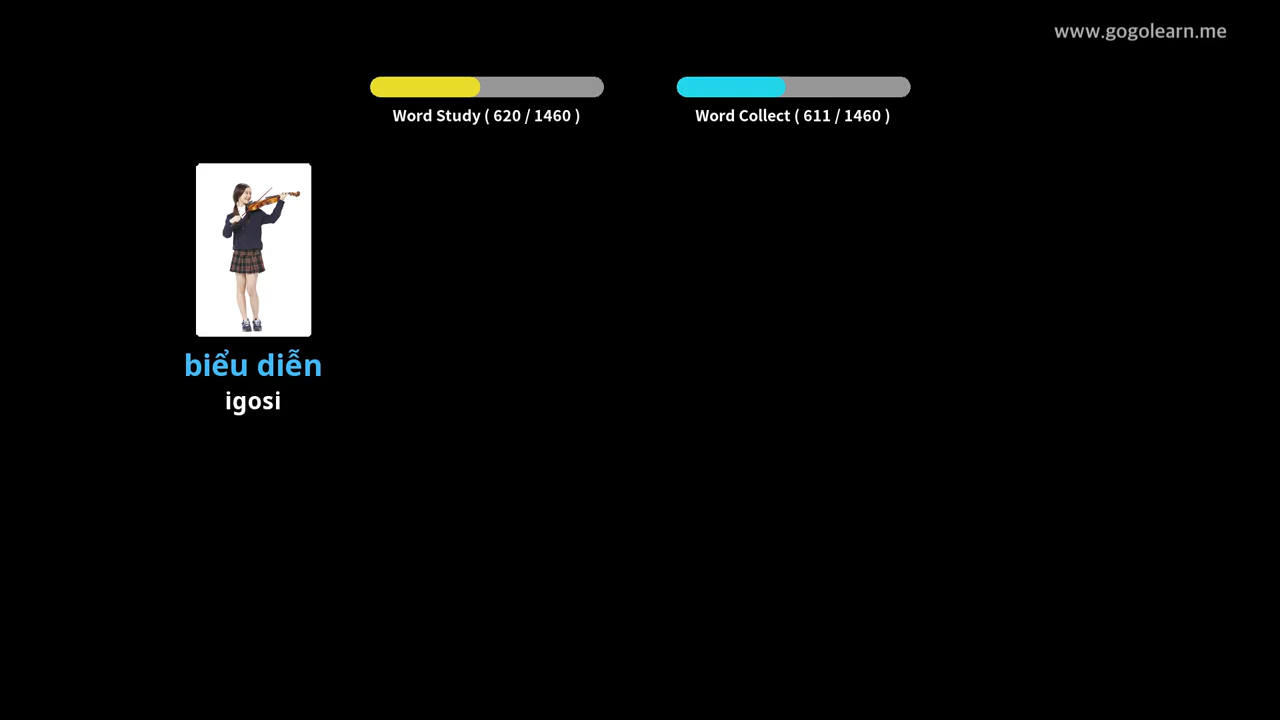 www.gogolearn.me
Word Study ( 620 / 1460 )
Word Collect ( 611 / 1460 )
biểu diễn
igosi